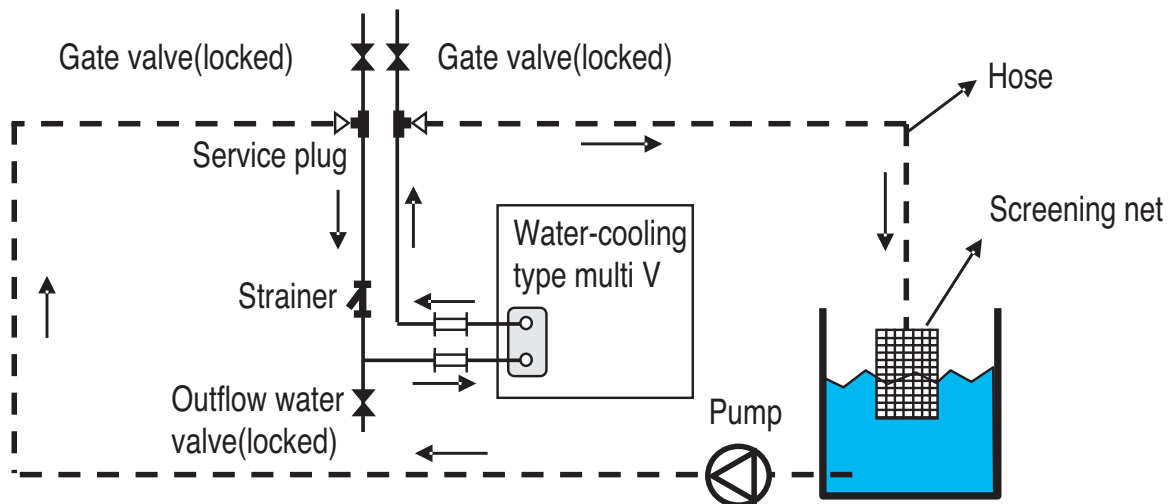 Gate valve(locked)
Gate valve(locked)
Hose
Service plug
Screening net
Water-cooling
type multi V
Strainer
Outflow water
valve(locked)
Pump